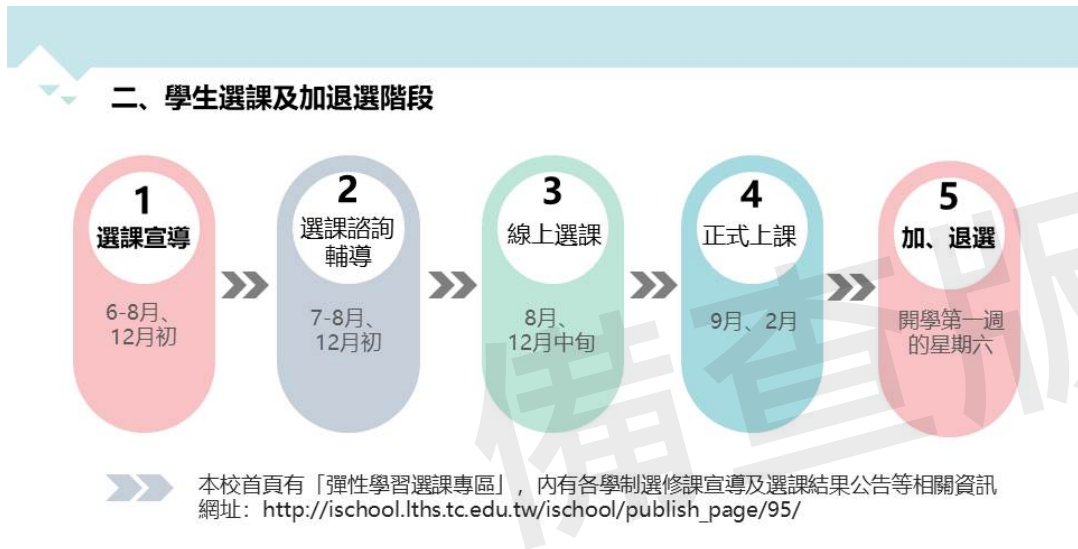 二、學生選課及加退選階段
1
選課宣導
6-8月、
12月初
2
選課諮詢
輔導
7-8月、
12月初
3
線上選課
8月、
12月中旬
4
正式上課
9月、2月
5
加、退選
開學第一週
的星期六
本校首頁有「彈性學習選課專區」，內有各學制選修課宣導及選課結果公告等相關資訊
網址：http://ischool.lths.tc.edu.tw/ischool/publish_page/95/
備查版